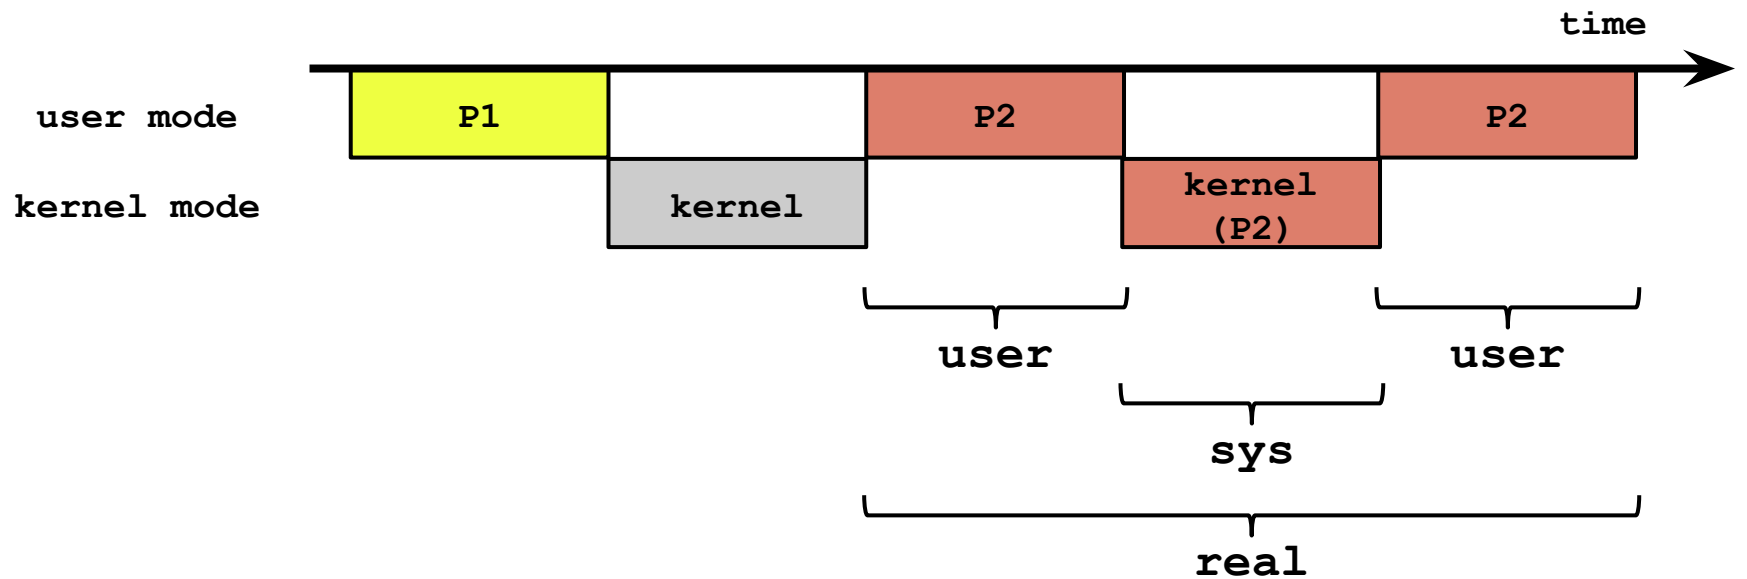 time
user mode
P1
P2
P2
kernel mode
kernel
kernel
(P2)
user
user
sys
real